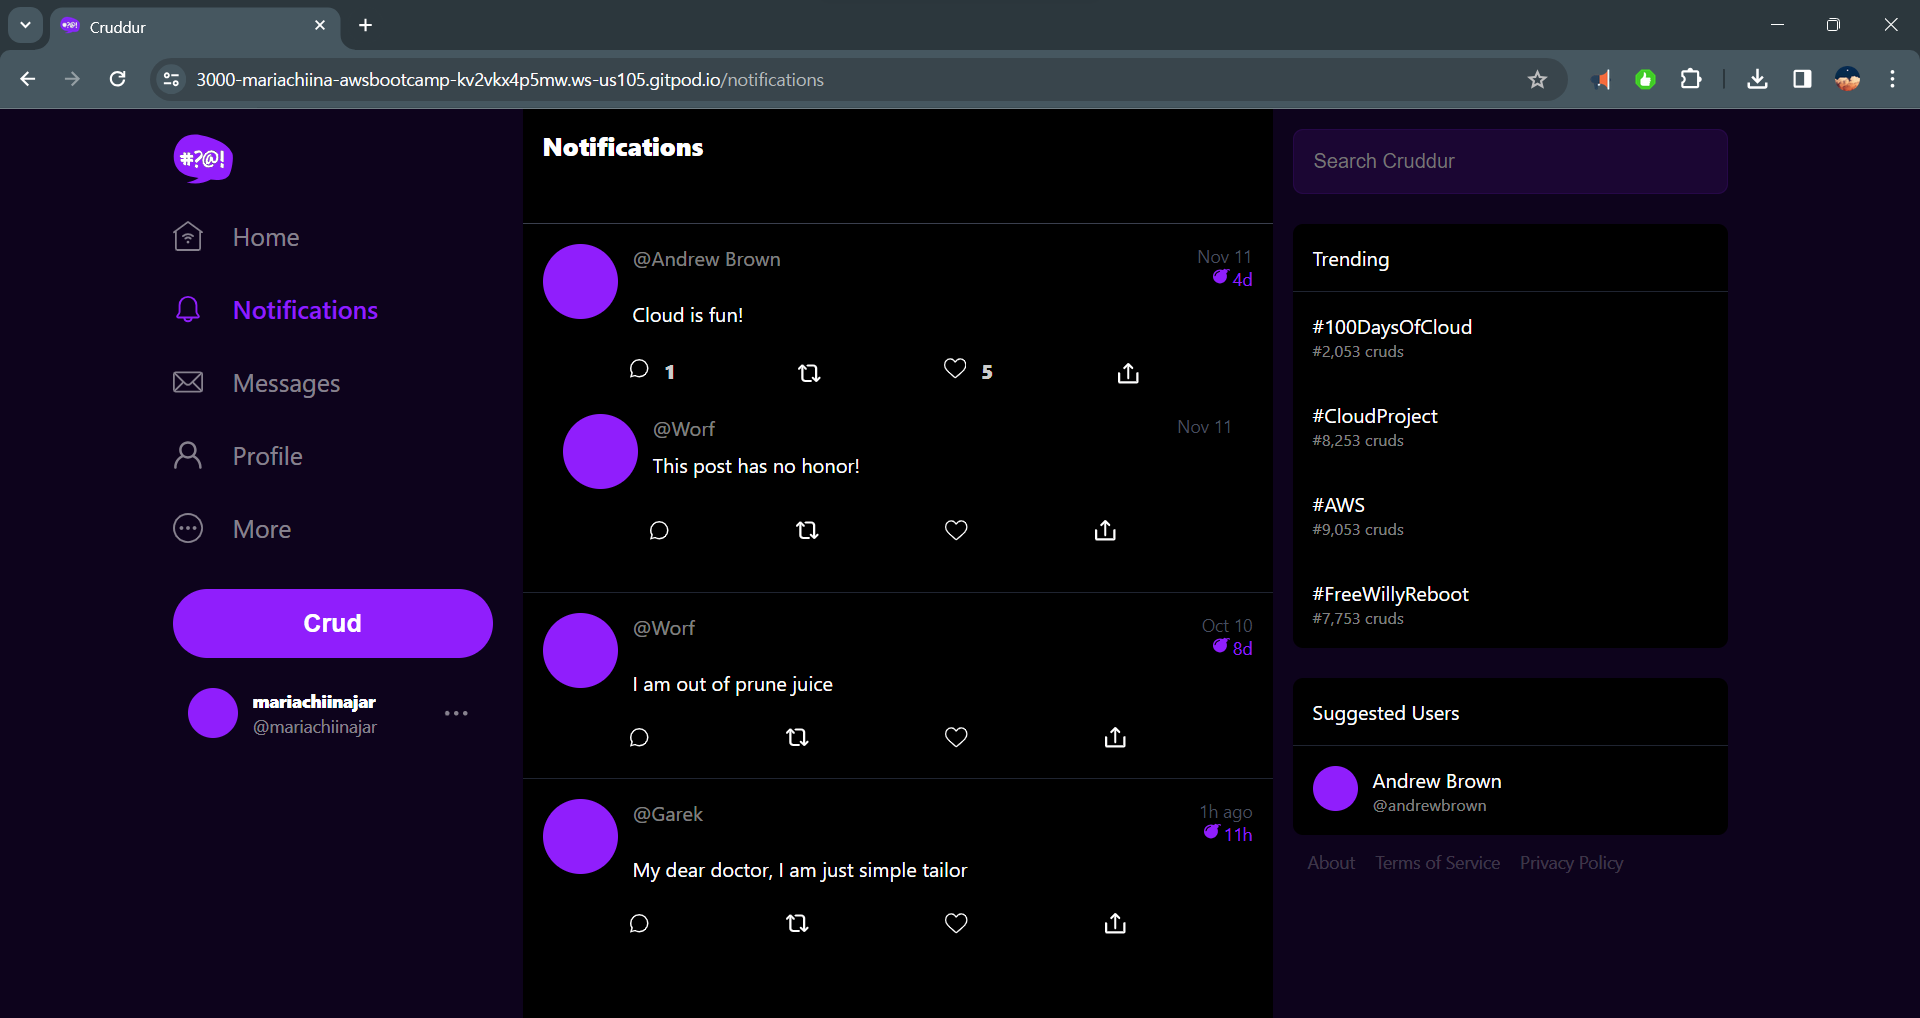 Cruddur
3000-mariachiina-awsbootcamp-kv2vkx4p5mw.ws-us105.gitpod.io/notifications
#?@!
Home
Notifications
Messages
Profile
More
Crud
mariachiinajar
@mariachiinajar
Notifications
@Andrew Brown
Nov 11
4d
Cloud is fun!
1
5
@Worf
Nov 11
This post has no honor!
@Worf
Oct 10
8d
I am out of prune juice
@Garek
1h ago
11h
My dear doctor, I am just simple tailor
Search Cruddur
Trending
#100DaysOfCloud
#2,053 cruds
#CloudProject
#8,253 cruds
#AWS
#9,053 cruds
#FreeWillyReboot
#7,753 cruds
Suggested Users
Andrew Brown
@andrewbrown
About Terms of Service Privacy Policy